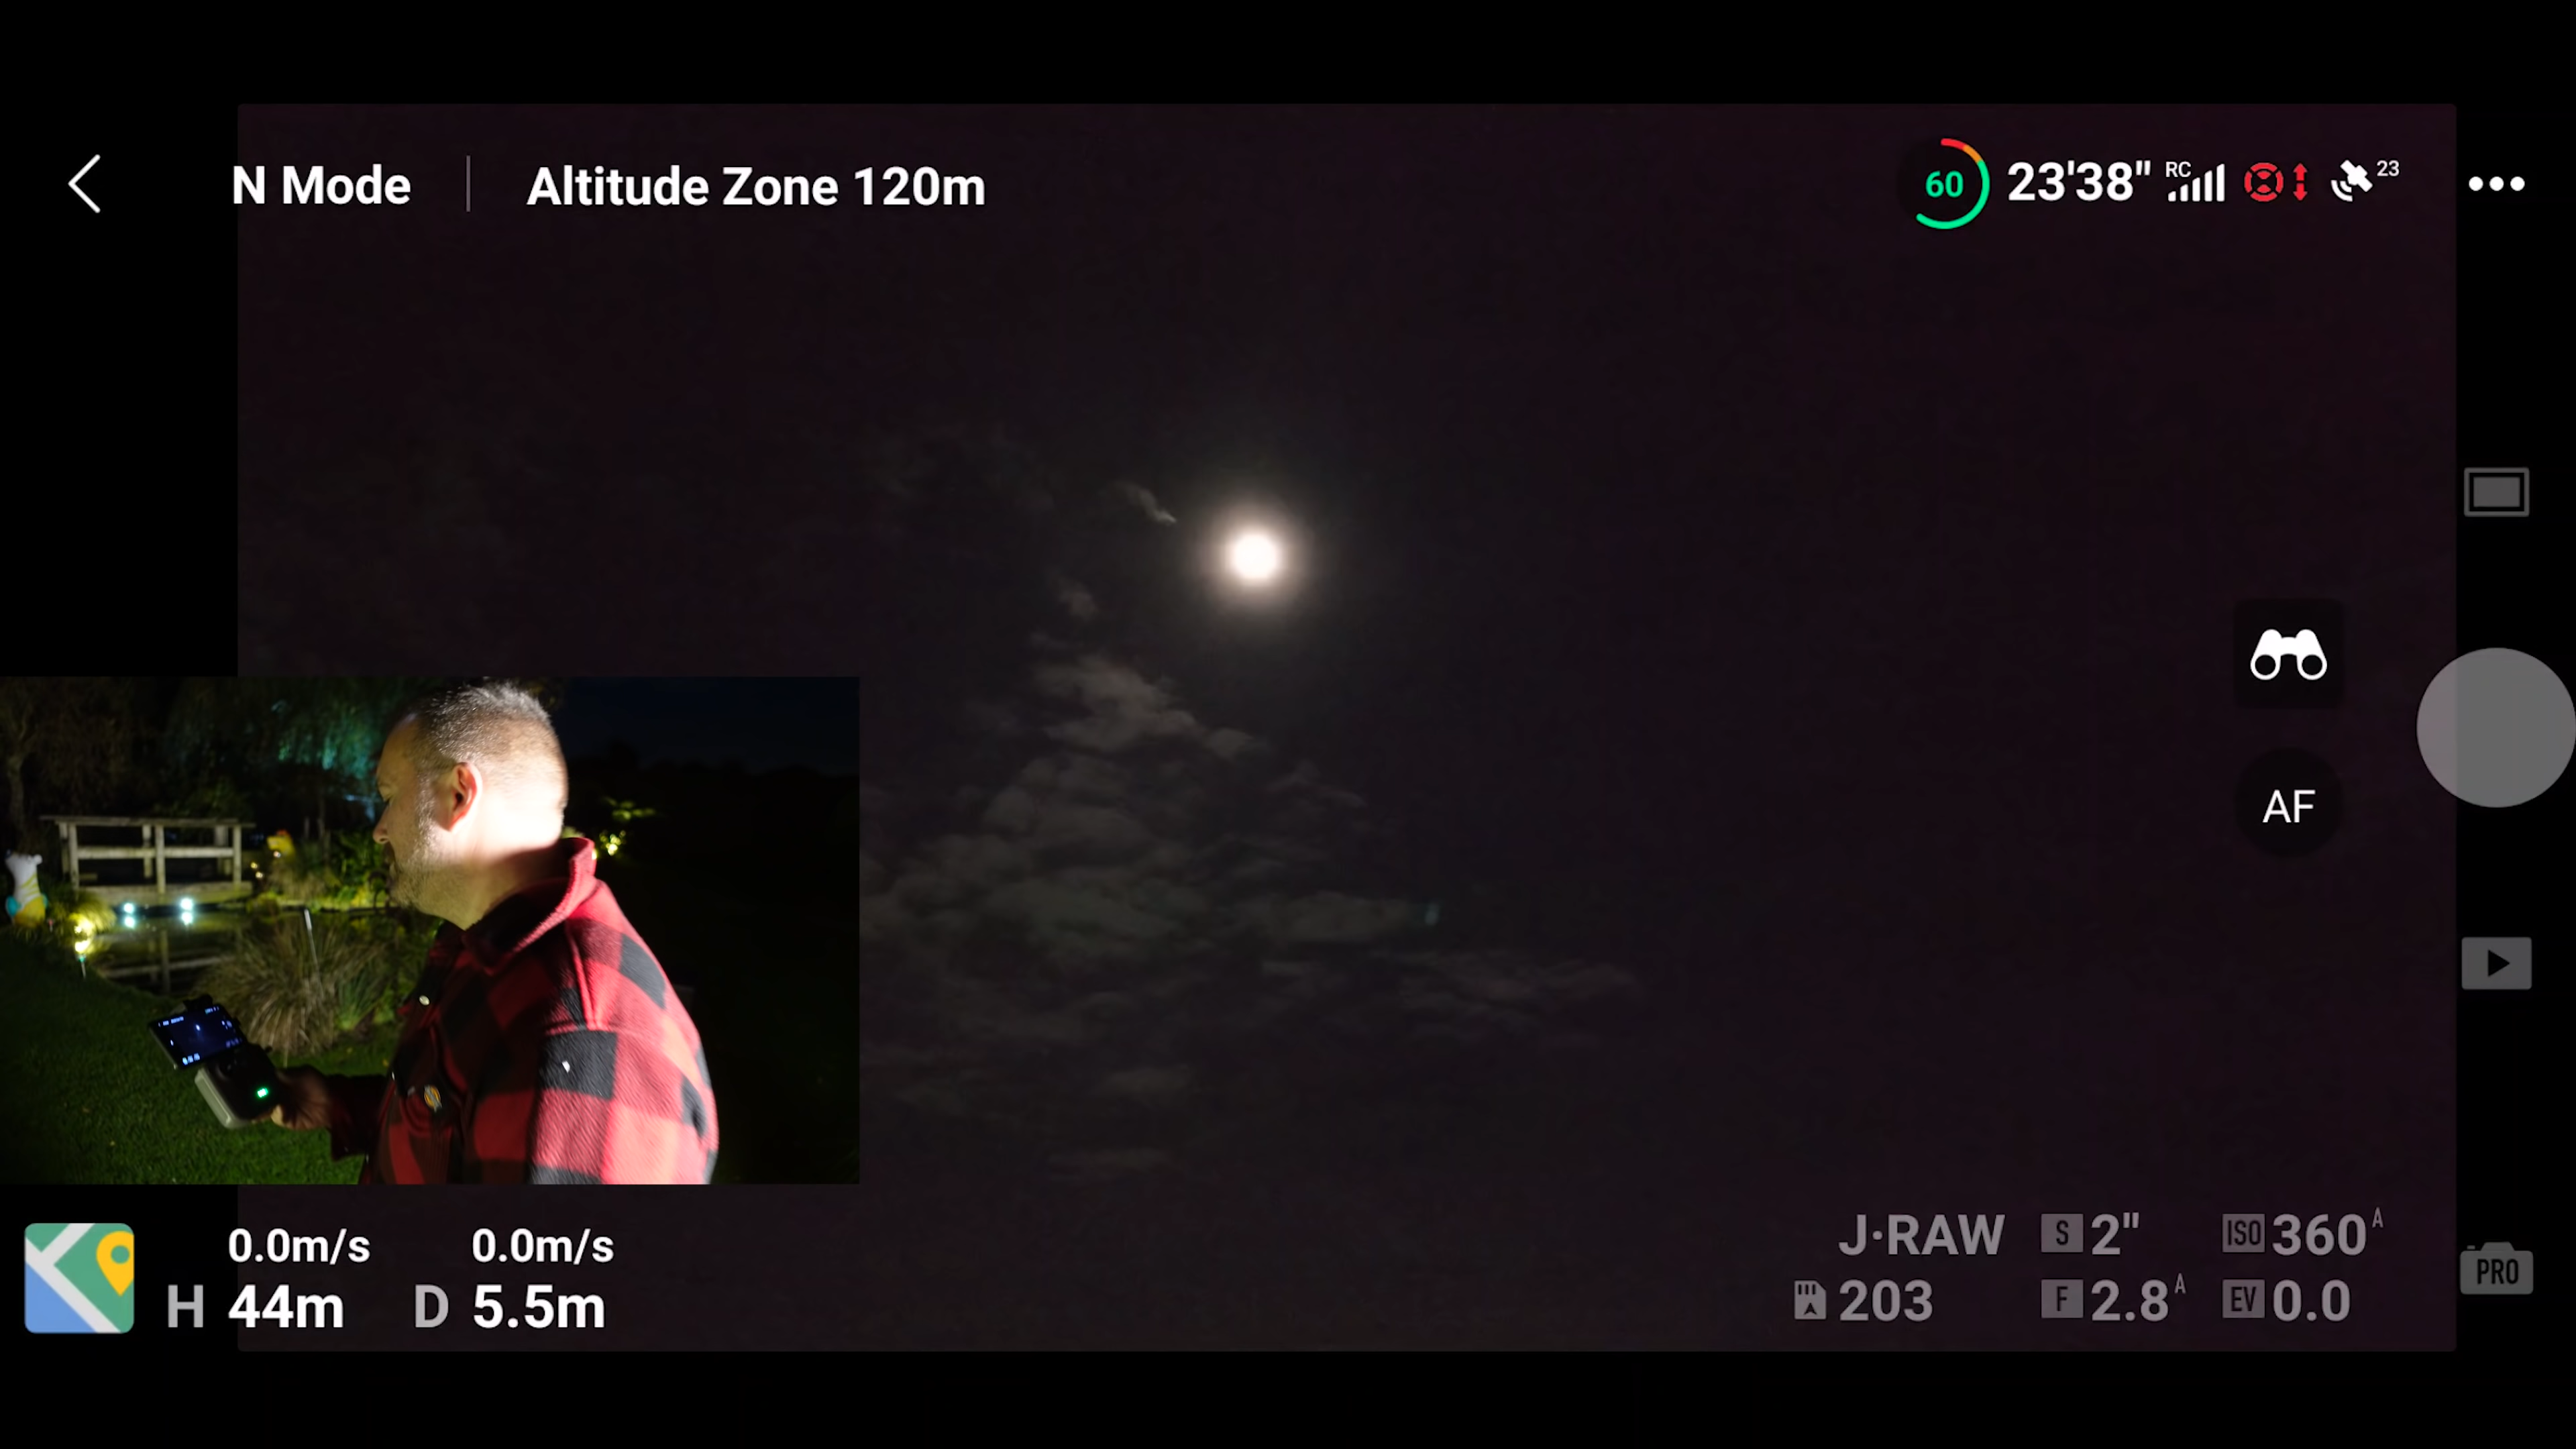 N Mode Altitude Zone 120m 60 23'38" RC 23
AF
0.0m/s 0.0m/s J·RAW S 2" ISO 360 A
H 44m D 5.5m 203 F 2.8 A EV 0.0 PRO